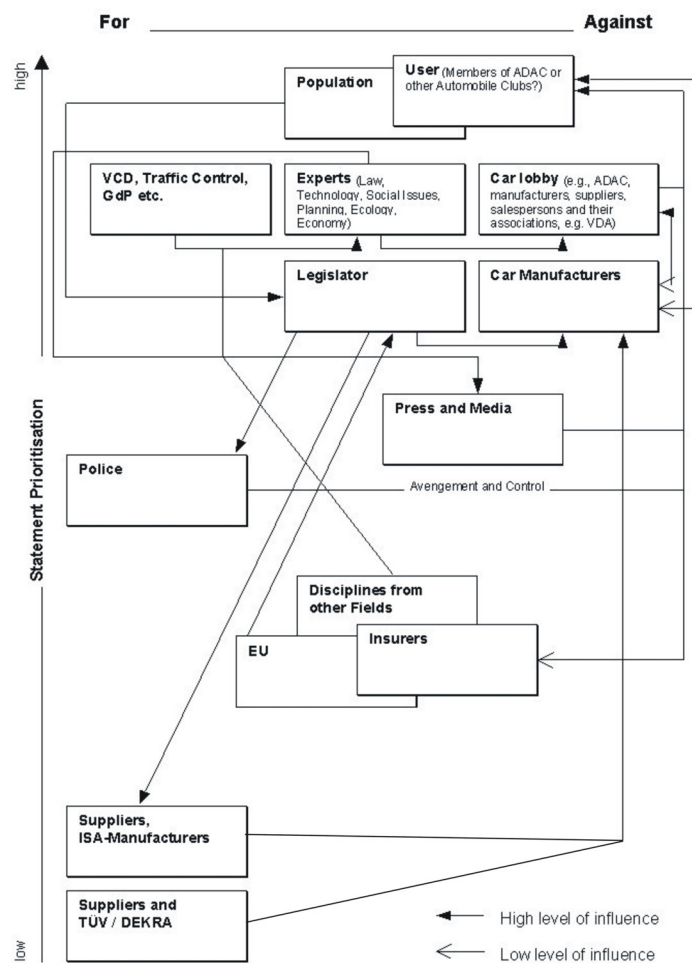 For Against
high
Population
User (Members of ADAC or
other Automobile Clubs?)
VCD, Traffic Control,
GdP etc.
Experts (Law,
Technology, Social Issues,
Planning, Ecology,
Economy)
Car lobby (e.g., ADAC,
manufacturers, suppliers,
salespersons and their
associations, e.g. VDA)
Legislator
Car Manufacturers
Statement Prioritisation
Press and Media
Police
Avengement and Control
Disciplines from
other Fields
EU
Insurers
Suppliers,
ISA-Manufacturers
Suppliers and
TÜV / DEKRA
High level of influence
Low level of influence
low